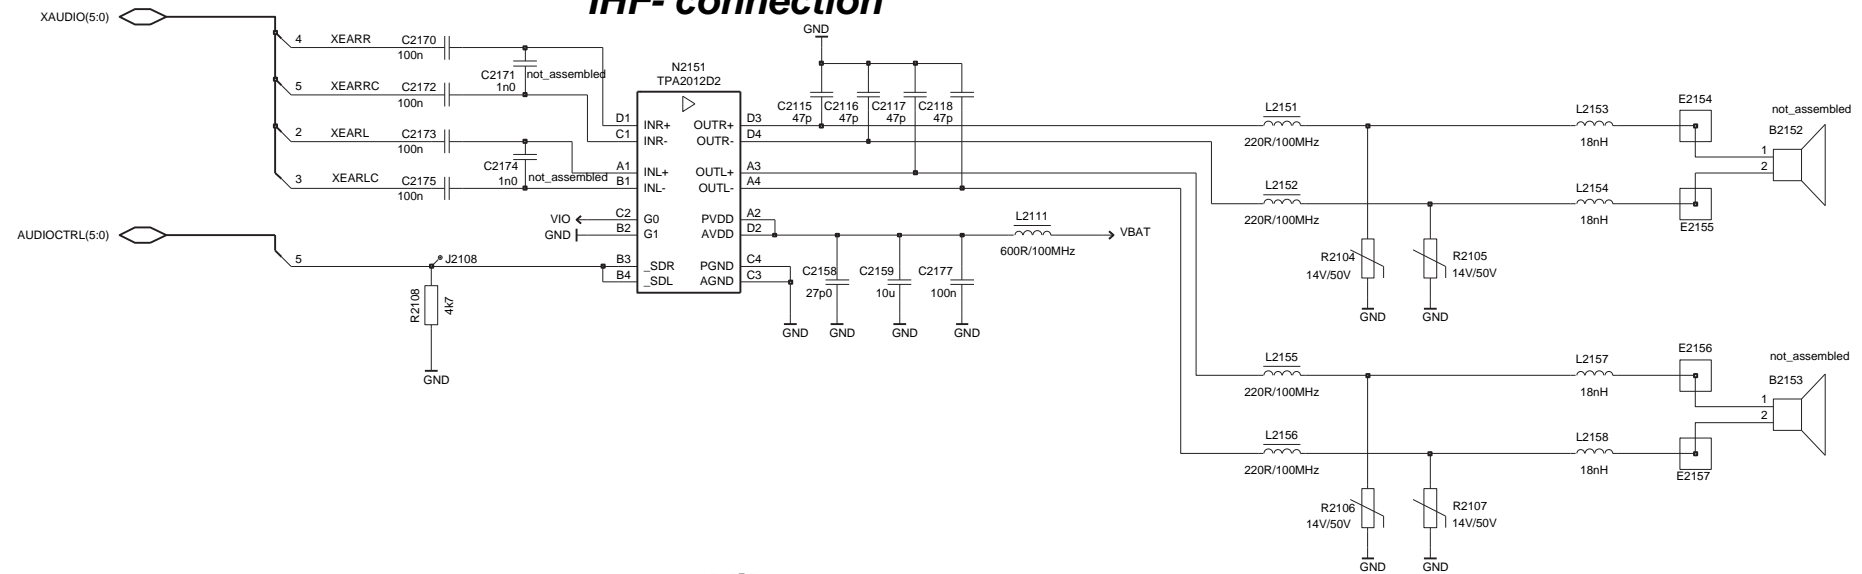 IHF- connection
XAUDIO(5:0)
4 XEARR C2170
100n
C2171 not_assembled
1n0
5 XEARRC C2172
100n
2 XEARL C2173
100n
C2174 not_assembled
1n0
3 XEARLC C2175
100n
AUDIOCTRL(5:0)
5
J2108
R2108
4k7
GND
VIO
GND
N2151
TPA2012D2
D1 INR+ OUTR+ D3
C1 INR- OUTR- D4
A1 INL+ OUTL+ A3
B1 INL- OUTL- A4
C2 G0 PVDD A2
B2 G1 AVDD D2
B3 _SDR PGND C4
B4 _SDL AGND C3
GND
C2115 C2116 C2117 C2118
47p 47p 47p 47p
L2111
600R/100MHz
VBAT
C2158 C2159 C2177
27p0 10u 100n
GND GND GND GND
L2151
220R/100MHz
L2153
18nH
E2154
not_assembled
B2152
1
2
L2152
220R/100MHz
L2154
18nH
E2155
R2104
14V/50V
R2105
14V/50V
GND GND
L2155
220R/100MHz
L2157
18nH
E2156
not_assembled
B2153
1
2
L2156
220R/100MHz
L2158
18nH
E2157
R2106
14V/50V
R2107
14V/50V
GND GND